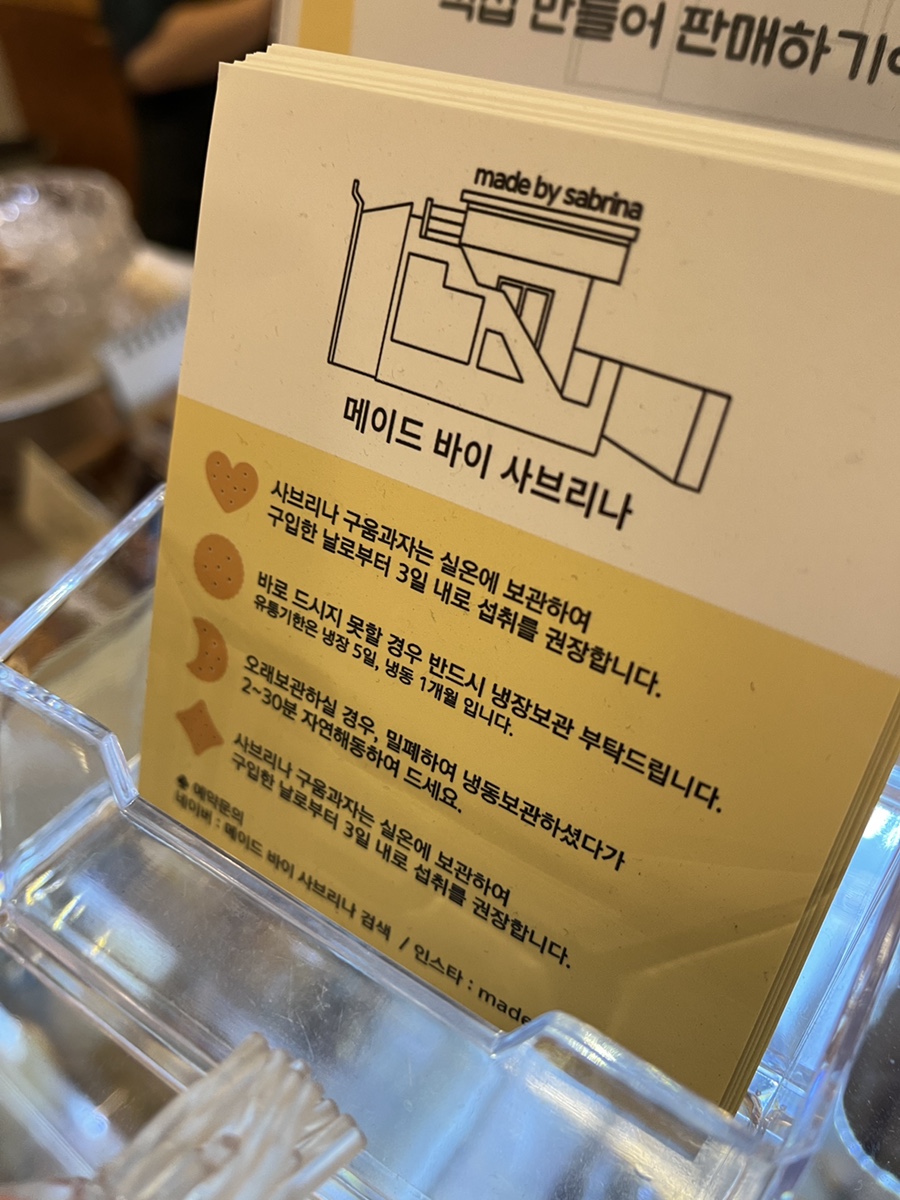 만들어 판매하기
made by sabrina
메이드 바이 사브리나
사브리나 구움과자는 실온에 보관하여
구입한 날로부터 3일 내로 섭취를 권장합니다.
바로 드시지 못할 경우 반드시 냉장보관 부탁드립니다.
유통기한은 냉장 5일, 냉동 1개월 입니다.
오래보관하실 경우, 밀폐하여 냉동보관하셨다가
2~30분 자연해동하여 드세요.
사브리나 구움과자는 실온에 보관하여
구입한 날로부터 3일 내로 섭취를 권장합니다.
◆ 예약문의
네이버 : 메이드 바이 사브리나 검색 / 인스타 : made